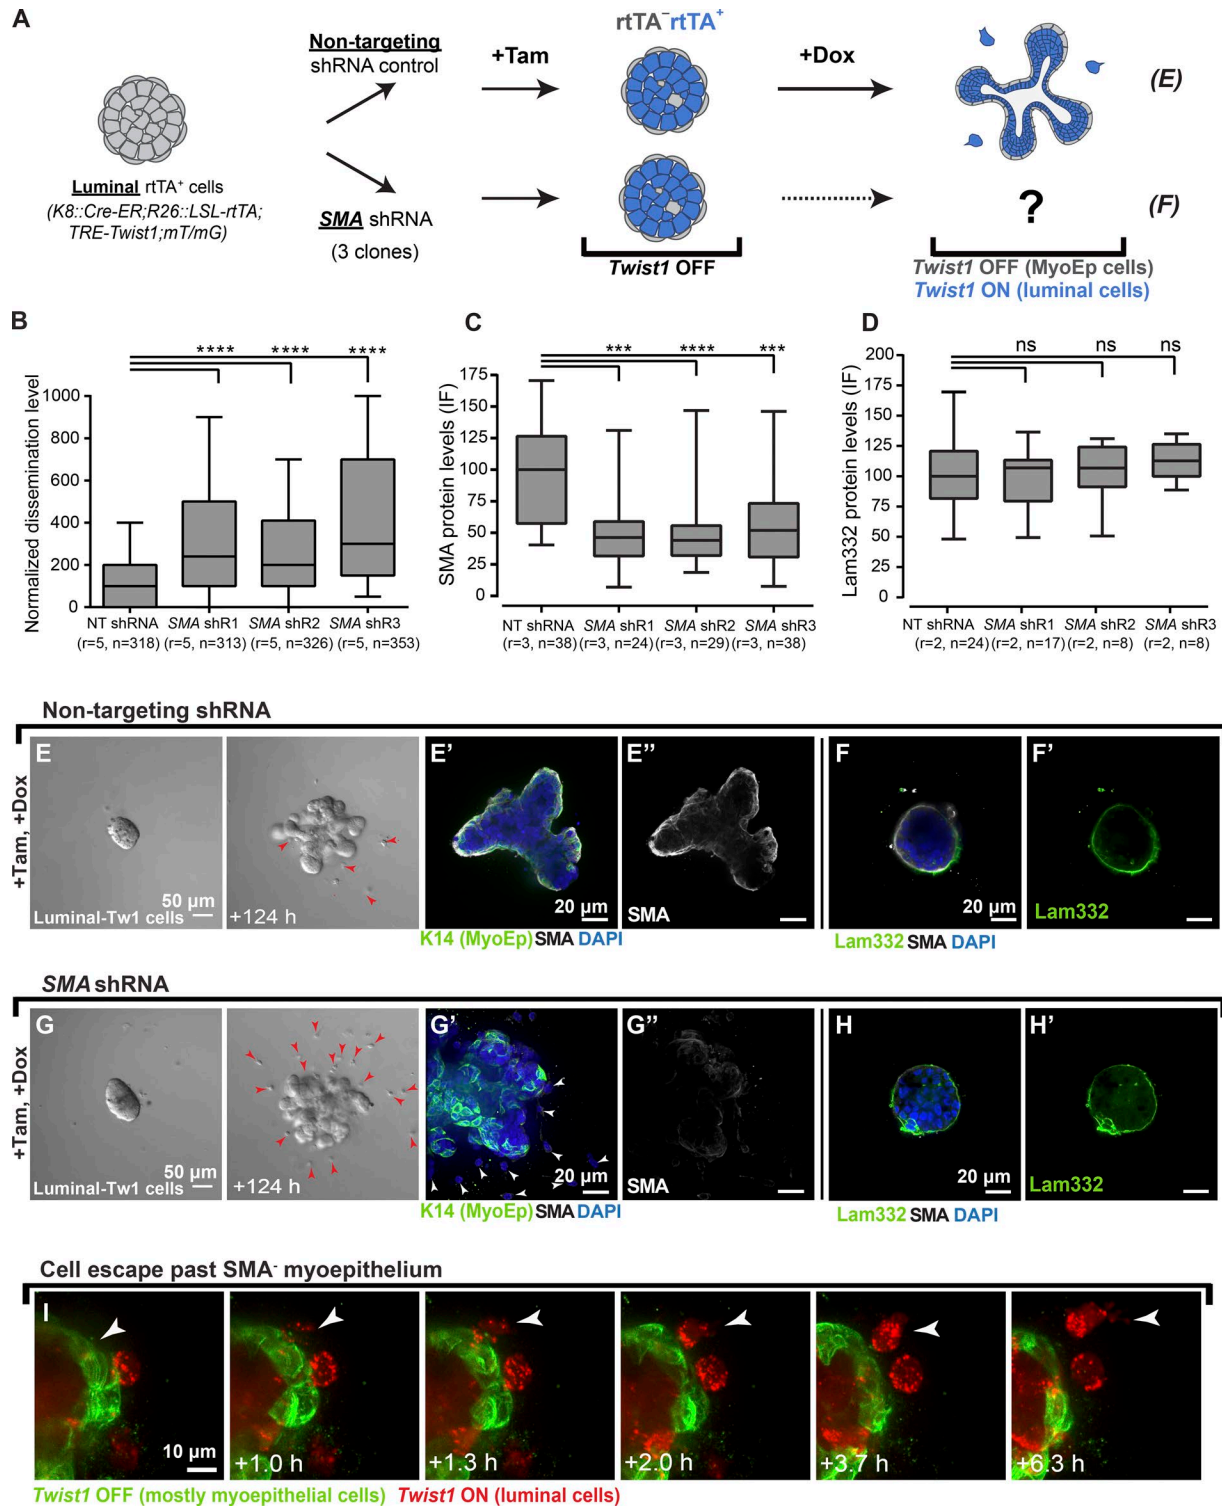 A
Non-targeting
shRNA control
+Tam
rtTA⁻rtTA⁺
+Dox
(E)
Luminal rtTA⁺ cells
(K8::Cre-ER;R26::LSL-rtTA;
TRE-Twist1;mT/mG)
SMA shRNA
(3 clones)
?
(F)
Twist1 OFF
Twist1 OFF (MyoEp cells)
Twist1 ON (luminal cells)
B
Normalized dissemination level
1000
800
600
400
200
0
**** **** ****
NT shRNA SMA shR1 SMA shR2 SMA shR3
(r=5, n=318) (r=5, n=313) (r=5, n=326) (r=5, n=353)
C
SMA protein levels (IF)
175
150
125
100
75
50
25
0
*** **** ***
NT shRNA SMA shR1 SMA shR2 SMA shR3
(r=3, n=38) (r=3, n=24) (r=3, n=29) (r=3, n=38)
D
Lam332 protein levels (IF)
200
175
150
125
100
75
50
25
0
ns ns ns
NT shRNA SMA shR1 SMA shR2 SMA shR3
(r=2, n=24) (r=2, n=17) (r=2, n=8) (r=2, n=8)
Non-targeting shRNA
+Tam, +Dox
E
50 µm
Luminal-Tw1 cells
+124 h
E'
20 µm
K14 (MyoEp) SMA DAPI
E''
SMA
F
20 µm
Lam332 SMA DAPI
F'
Lam332
SMA shRNA
+Tam, +Dox
G
50 µm
Luminal-Tw1 cells
+124 h
G'
20 µm
K14 (MyoEp) SMA DAPI
G''
SMA
H
20 µm
Lam332 SMA DAPI
H'
Lam332
Cell escape past SMA⁻ myoepithelium
I
10 µm
+1.0 h
+1.3 h
+2.0 h
+3.7 h
+6.3 h
Twist1 OFF (mostly myoepithelial cells) Twist1 ON (luminal cells)